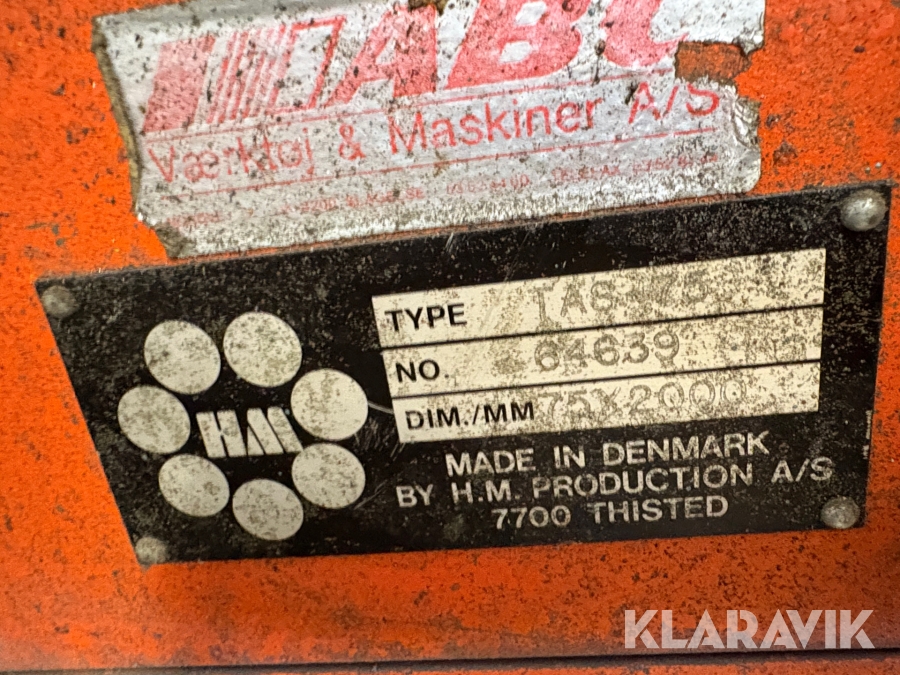 ABC
Værktøj & Maskiner A/S
TYPE IAS 75
NO. 64639
DIM./MM 75X2000
HM
MADE IN DENMARK
BY H.M. PRODUCTION A/S
7700 THISTED
KLARAVIK